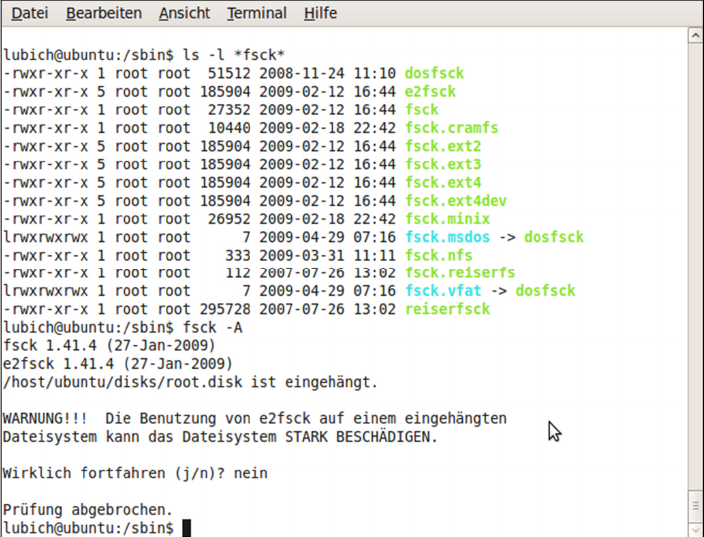 Datei Bearbeiten Ansicht Terminal Hilfe
lubich@ubuntu:/sbin$ ls -l *fsck*
-rwxr-xr-x 1 root root  51512 2008-11-24 11:10 dosfsck
-rwxr-xr-x 5 root root 185904 2009-02-12 16:44 e2fsck
-rwxr-xr-x 1 root root  27352 2009-02-12 16:44 fsck
-rwxr-xr-x 1 root root  10440 2009-02-18 22:42 fsck.cramfs
-rwxr-xr-x 5 root root 185904 2009-02-12 16:44 fsck.ext2
-rwxr-xr-x 5 root root 185904 2009-02-12 16:44 fsck.ext3
-rwxr-xr-x 5 root root 185904 2009-02-12 16:44 fsck.ext4
-rwxr-xr-x 5 root root 185904 2009-02-12 16:44 fsck.ext4dev
-rwxr-xr-x 1 root root  26952 2009-02-18 22:42 fsck.minix
lrwxrwxrwx 1 root root      7 2009-04-29 07:16 fsck.msdos -> dosfsck
-rwxr-xr-x 1 root root    333 2009-03-31 11:11 fsck.nfs
-rwxr-xr-x 1 root root    112 2007-07-26 13:02 fsck.reiserfs
lrwxrwxrwx 1 root root      7 2009-04-29 07:16 fsck.vfat -> dosfsck
-rwxr-xr-x 1 root root 295728 2007-07-26 13:02 reiserfsck
lubich@ubuntu:/sbin$ fsck -A
fsck 1.41.4 (27-Jan-2009)
e2fsck 1.41.4 (27-Jan-2009)
/host/ubuntu/disks/root.disk ist eingehängt.
WARNUNG!!!  Die Benutzung von e2fsck auf einem eingehängten
Dateisystem kann das Dateisystem STARK BESCHÄDIGEN.
Wirklich fortfahren (j/n)? nein
Prüfung abgebrochen.
lubich@ubuntu:/sbin$